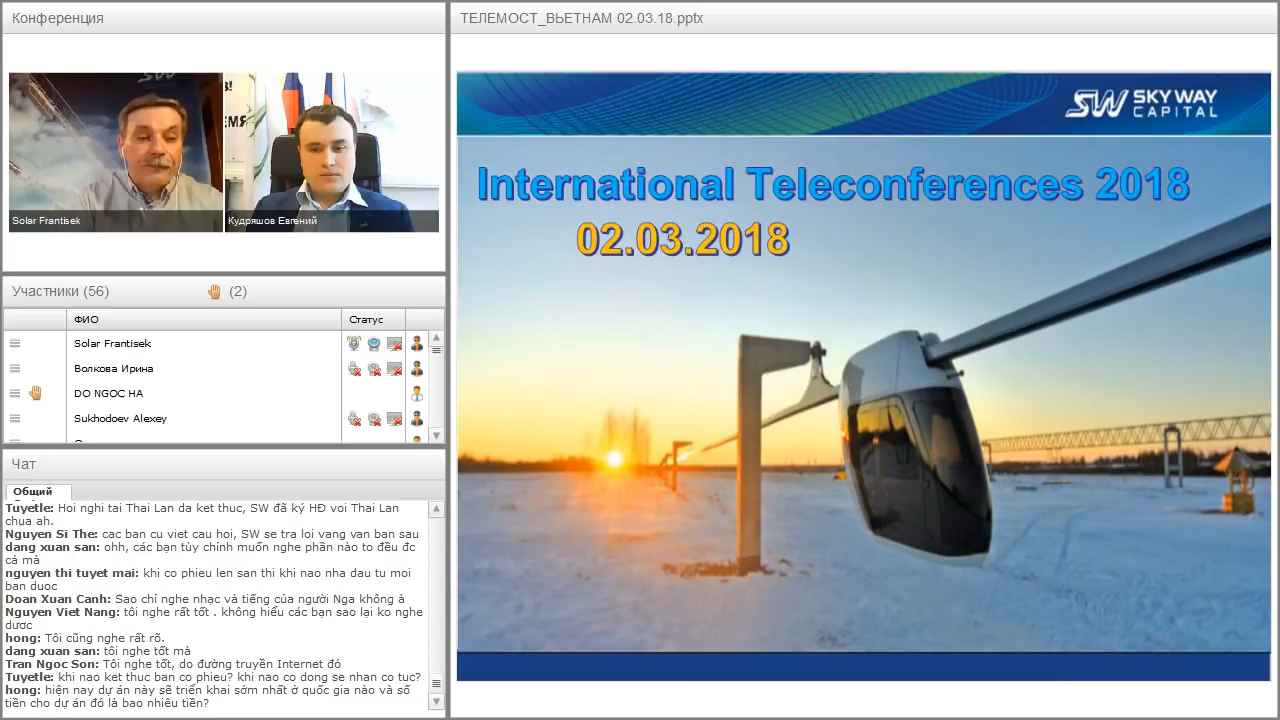 Конференция
Solar Frantisek
Кудряшов Евгений
Участники (56)
(2)
ФИО
Статус
Solar Frantisek
Волкова Ирина
DO NGOC HA
Sukhodoev Alexey
Чат
Общий
Tuyetle: Hoi nghi tai Thai Lan da ket thuc, SW đã ký HĐ voi Thai Lan
chua ah.
Nguyen Si The: cac ban cu viet cau hoi, SW se tra loi vang van ban sau
dang xuan san: ohh, các bạn tùy chỉnh muốn nghe phần nào to đều đc
cả mà
nguyen thi tuyet mai: khi co phieu len san thi khi nao nha dau tu moi
ban duoc
Doan Xuan Canh: Sao chỉ nghe nhạc và tiếng của người Nga không à
Nguyen Viet Nang: tôi nghe rất tốt . không hiểu các bạn sao lại ko nghe
dược
hong: Tôi cũng nghe rất rõ.
dang xuan san: tôi nghe tốt mà
Tran Ngoc Son: Tôi nghe tốt, do đường truyền Internet đó
Tuyetle: khi nao ket thuc ban co phieu? khi nao co dong se nhan co tuc?
hong: hiện nay dự án này sẽ triển khai sớm nhất ở quốc gia nào và số
tiền cho dự án đó là bao nhiều tiền?
ТЕЛЕМОСТ_ВЬЕТНАМ 02.03.18.pptx
SW SKY WAY
CAPITAL
International Teleconferences 2018
02.03.2018